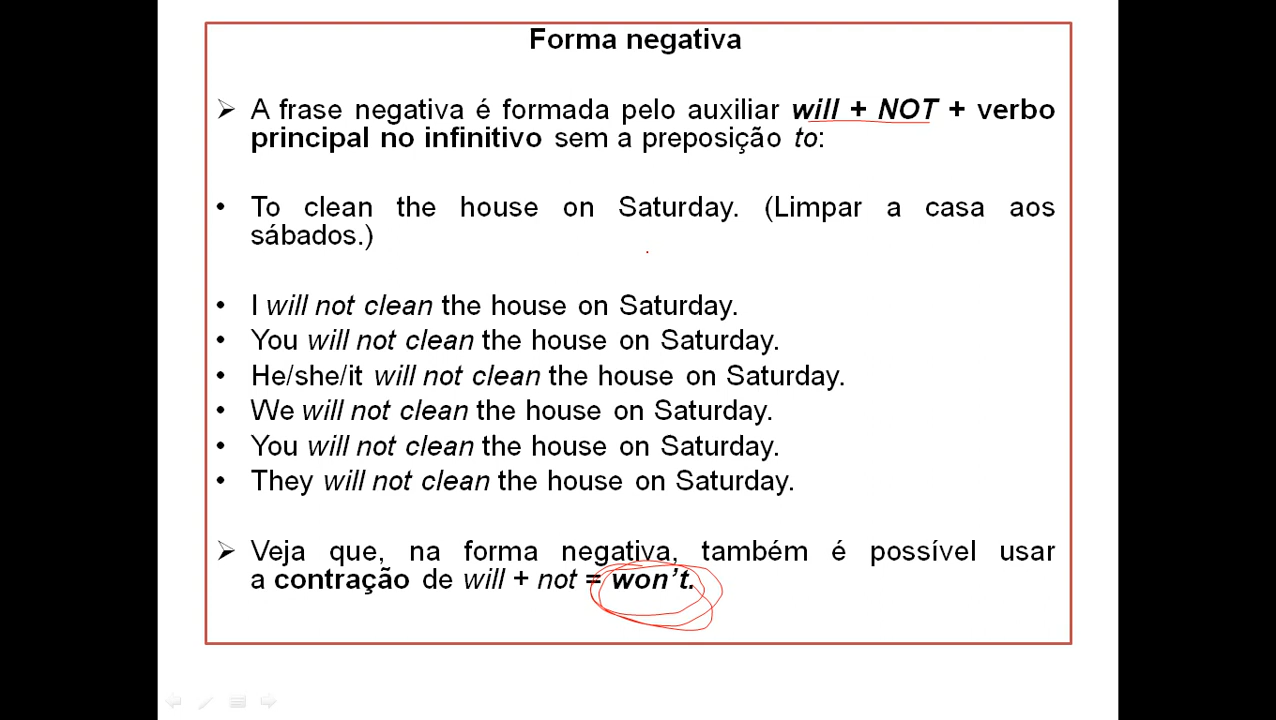 Forma negativa
➢ A frase negativa é formada pelo auxiliar will + NOT + verbo
principal no infinitivo sem a preposição to:
• To clean the house on Saturday. (Limpar a casa aos
sábados.)
• I will not clean the house on Saturday.
• You will not clean the house on Saturday.
• He/she/it will not clean the house on Saturday.
• We will not clean the house on Saturday.
• You will not clean the house on Saturday.
• They will not clean the house on Saturday.
➢ Veja que, na forma negativa, também é possível usar
a contração de will + not = won't.